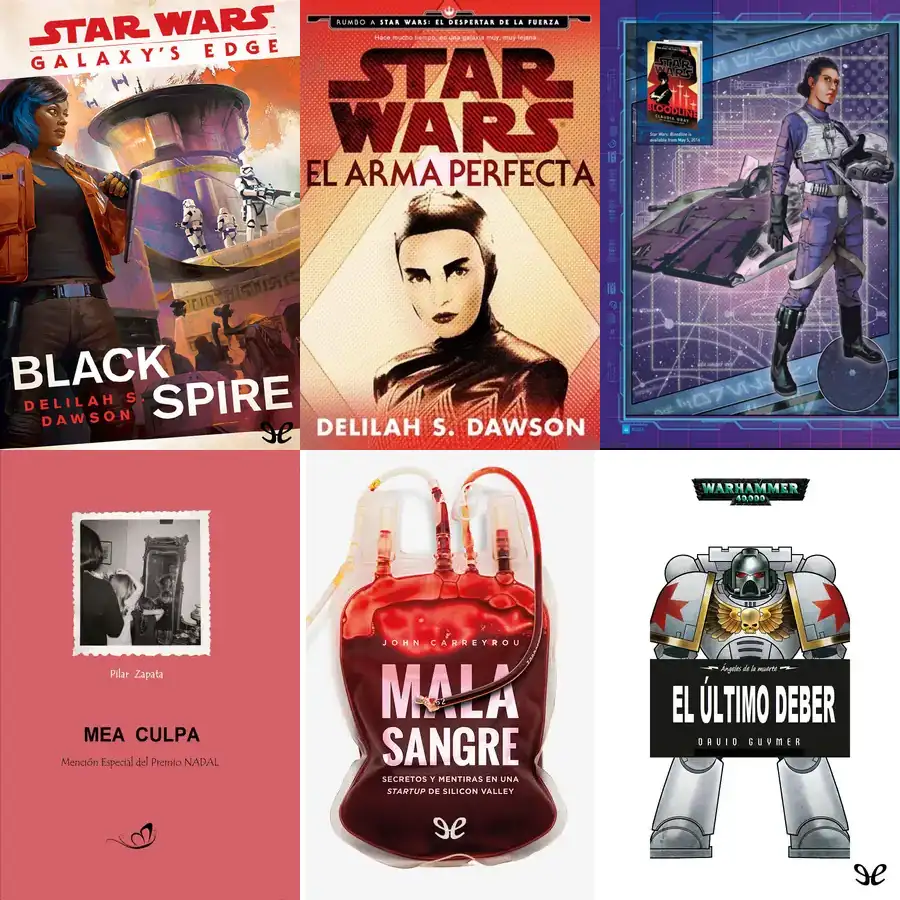 STAR WARS
GALAXY'S EDGE
BLACK
SPIRE
DELILAH S.
DAWSON
RUMBO A STAR WARS: EL DESPERTAR DE LA FUERZA
Hace mucho tiempo, en una galaxia muy, muy lejana...
STAR
WARS
EL ARMA PERFECTA
DELILAH S. DAWSON
STAR
WARS
BLOODLINE
CLAUDIA GRAY
Star Wars: Bloodline is
available from May 5, 2016
Pilar Zapata
MEA CULPA
Mención Especial del Premio NADAL
JOHN CARREYROU
MALA
SANGRE
SECRETOS Y MENTIRAS EN UNA
STARTUP DE SILICON VALLEY
WARHAMMER
40,000
Ángeles de la muerte
EL ÚLTIMO DEBER
DAVID GUYMER